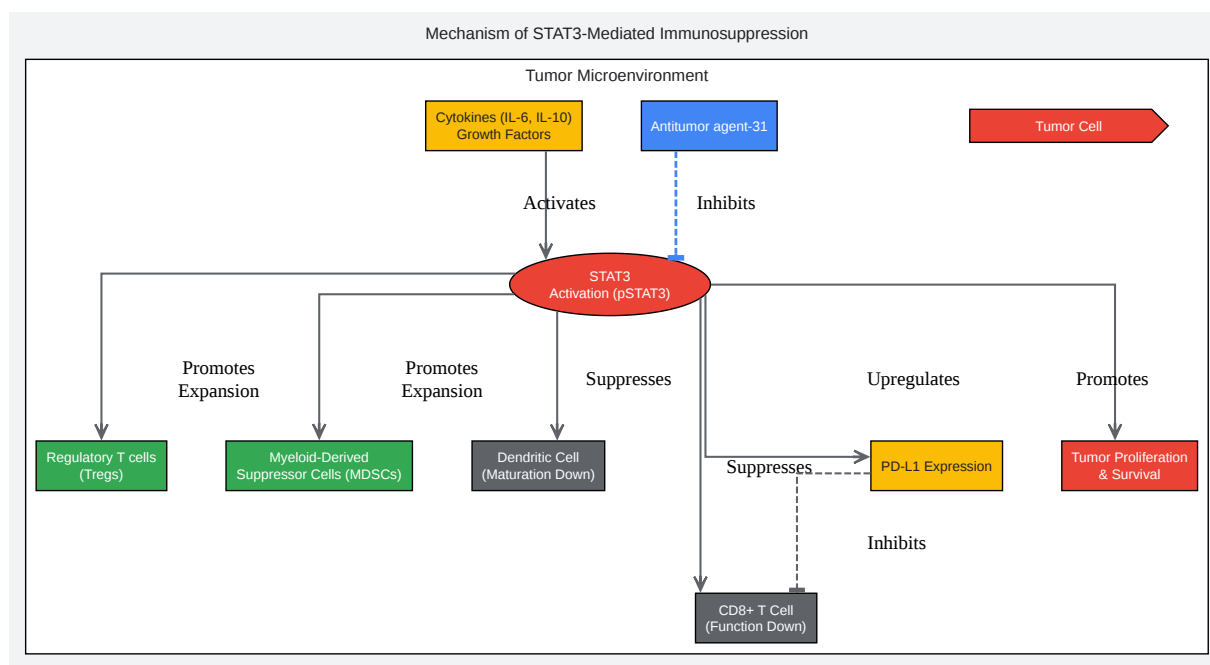 Mechanism of STAT3-Mediated Immunosuppression
Tumor Microenvironment
Cytokines (IL-6, IL-10)
Growth Factors
Antitumor agent-31
Tumor Cell
Activates
Inhibits
STAT3
Activation (pSTAT3)
Promotes
Expansion
Promotes
Expansion
Suppresses
Upregulates
Promotes
Regulatory T cells
(Tregs)
Myeloid-Derived
Suppressor Cells (MDSCs)
Dendritic Cell
(Maturation Down)
Suppresses
PD-L1 Expression
Tumor Proliferation
& Survival
Inhibits
CD8+ T Cell
(Function Down)